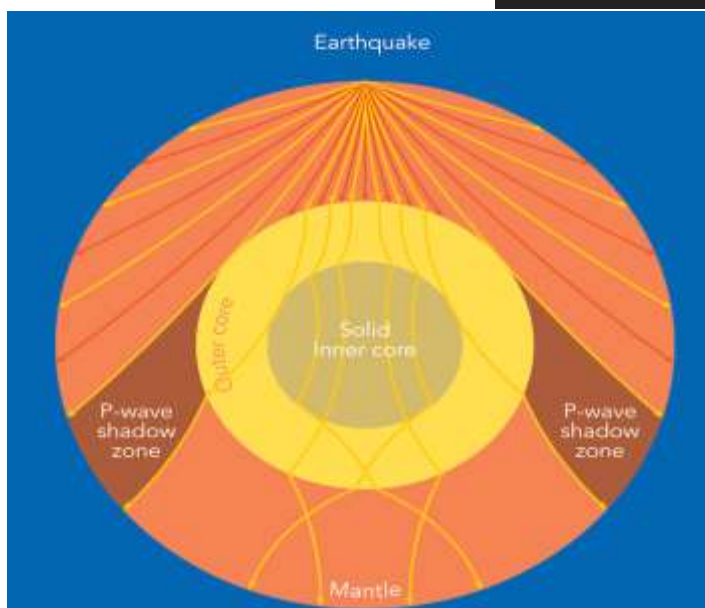 Earthquake
Outer core
Solid
Inner core
P-wave
shadow
zone
P-wave
shadow
zone
Mantle